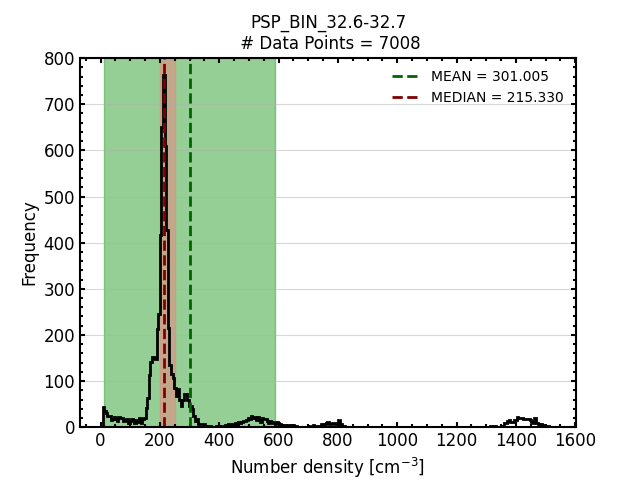 PSP_BIN_32.6-32.7
# Data Points = 7008
MEAN = 301.005
MEDIAN = 215.330
800
700
600
500
400
300
200
100
0
Frequency
0 200 400 600 800 1000 1200 1400 1600
Number density [cm⁻³]